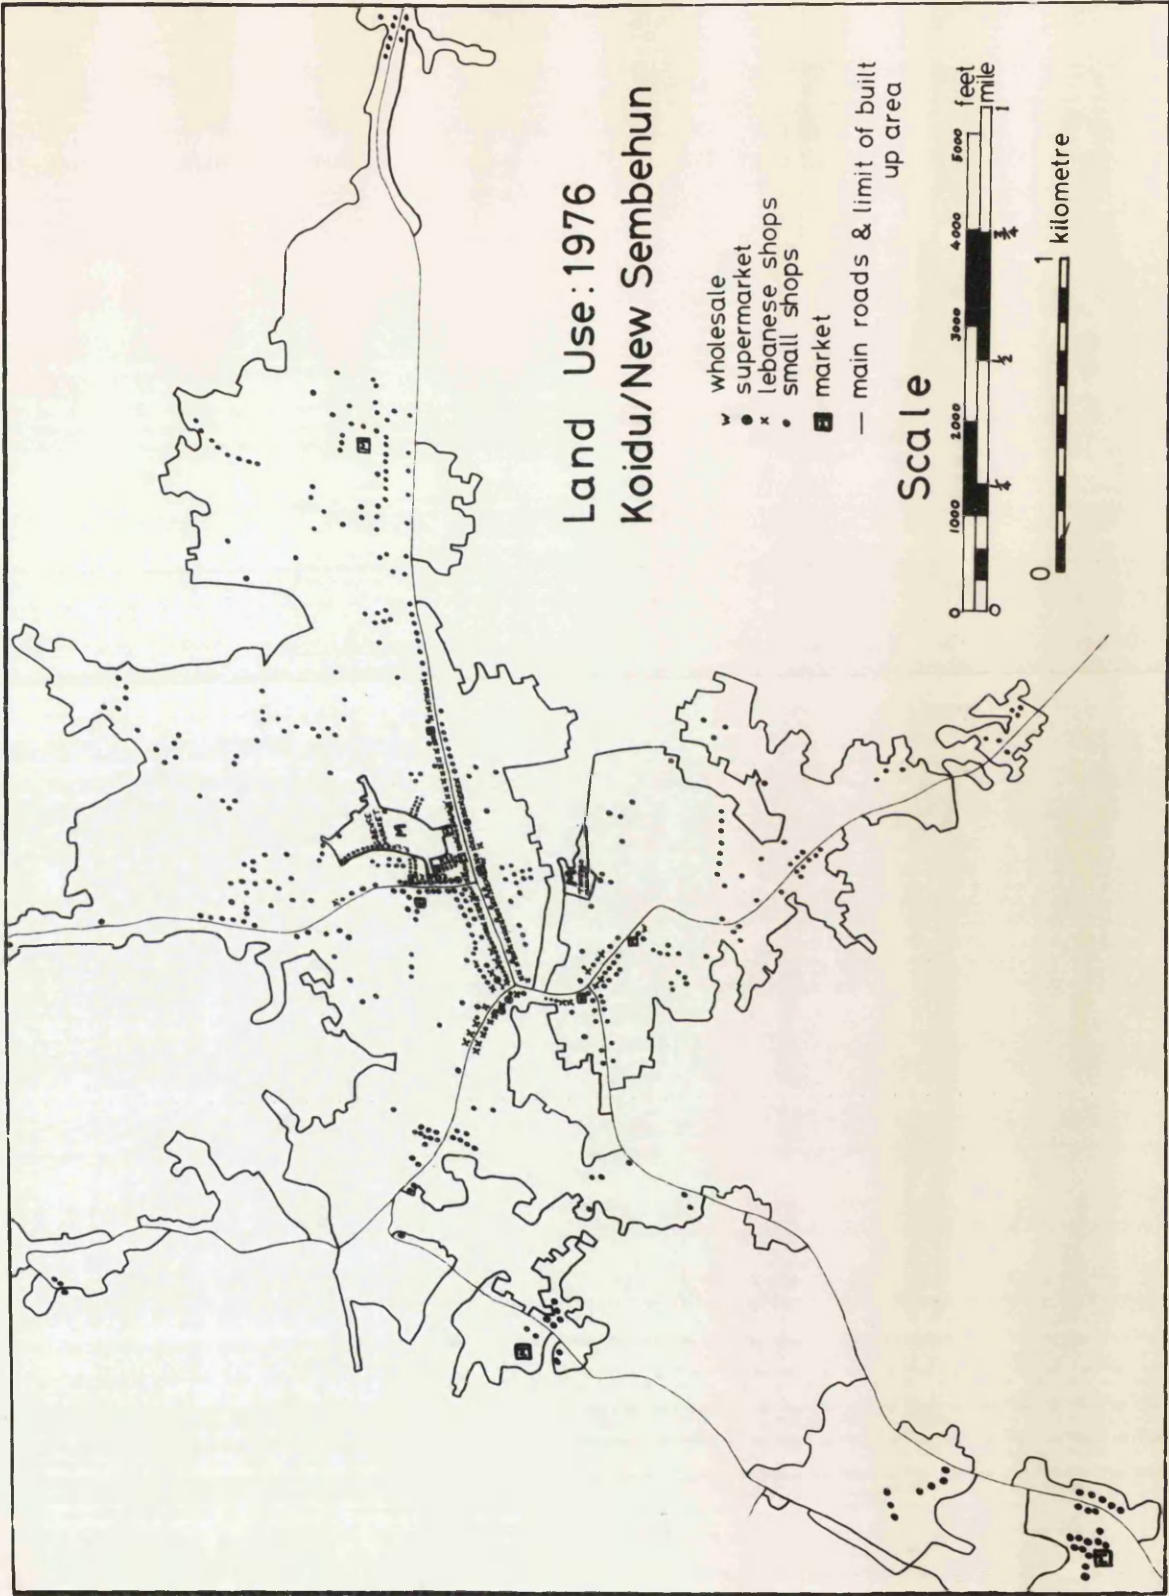 Land Use:1976
Koidu/New Sembehun
w wholesale
supermarket
x lebanese shops
small shops
M market
main roads & limit of built
up area
Scale
0 1000 2000 3000 4000 5000 feet
0 ¼ ½ ¾ 1 mile
0 1 kilometre
M
M
M
M
M